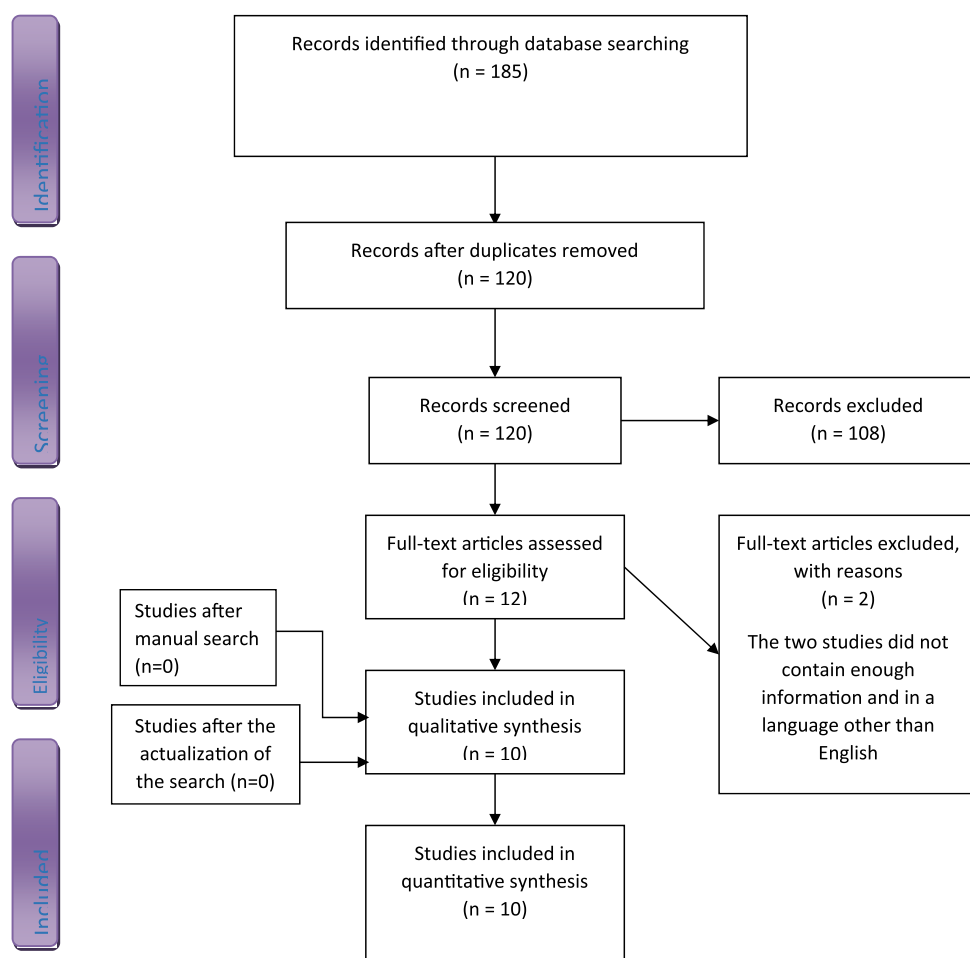 Identification
Records identified through database searching
(n = 185)
Records after duplicates removed
(n = 120)
Screening
Records screened
(n = 120)
Records excluded
(n = 108)
Eligibility
Full-text articles assessed
for eligibility
(n = 12)
Full-text articles excluded,
with reasons
(n = 2)
The two studies did not
contain enough
information and in a
language other than
English
Studies after
manual search
(n=0)
Studies after the
actualization of
the search (n=0)
Studies included in
qualitative synthesis
(n = 10)
Included
Studies included in
quantitative synthesis
(n = 10)